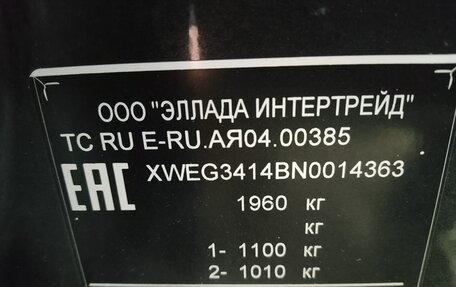 ООО "ЭЛЛАДА ИНТЕРТРЕЙД"
ТС RU E-RU.АЯ04.00385
EAC XWEG3414BN0014363
1960 кг
кг
1- 1100 кг
2- 1010 кг